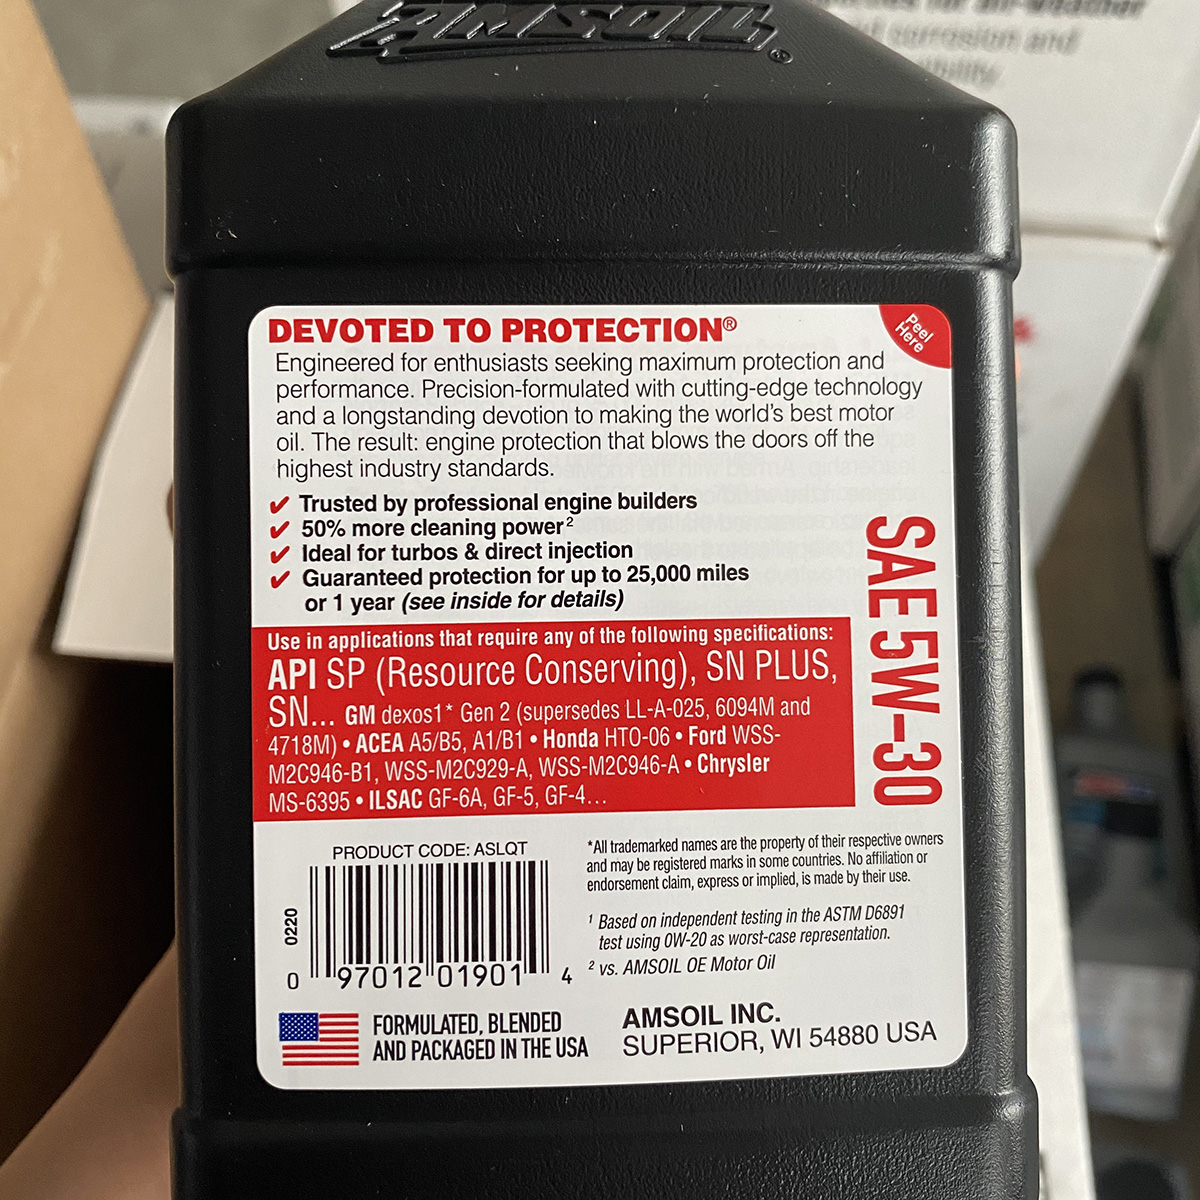 AMSOIL®
for all-weather
corrosion and
DEVOTED TO PROTECTION®
Peel
Here
Engineered for enthusiasts seeking maximum protection and
performance. Precision-formulated with cutting-edge technology
and a longstanding devotion to making the world's best motor
oil. The result: engine protection that blows the doors off the
highest industry standards.
✔ Trusted by professional engine builders
✔ 50% more cleaning power²
✔ Ideal for turbos & direct injection
✔ Guaranteed protection for up to 25,000 miles
or 1 year (see inside for details)
SAE 5W-30
Use in applications that require any of the following specifications:
API SP (Resource Conserving), SN PLUS,
SN... GM dexos1* Gen 2 (supersedes LL-A-025, 6094M and
4718M) • ACEA A5/B5, A1/B1 • Honda HTO-06 • Ford WSS-
M2C946-B1, WSS-M2C929-A, WSS-M2C946-A • Chrysler
MS-6395 • ILSAC GF-6A, GF-5, GF-4...
PRODUCT CODE: ASLQT
0220
0 97012 01901 4
*All trademarked names are the property of their respective owners
and may be registered marks in some countries. No affiliation or
endorsement claim, express or implied, is made by their use.
¹ Based on independent testing in the ASTM D6891
test using 0W-20 as worst-case representation.
² vs. AMSOIL OE Motor Oil
FORMULATED, BLENDED
AND PACKAGED IN THE USA
AMSOIL INC.
SUPERIOR, WI 54880 USA